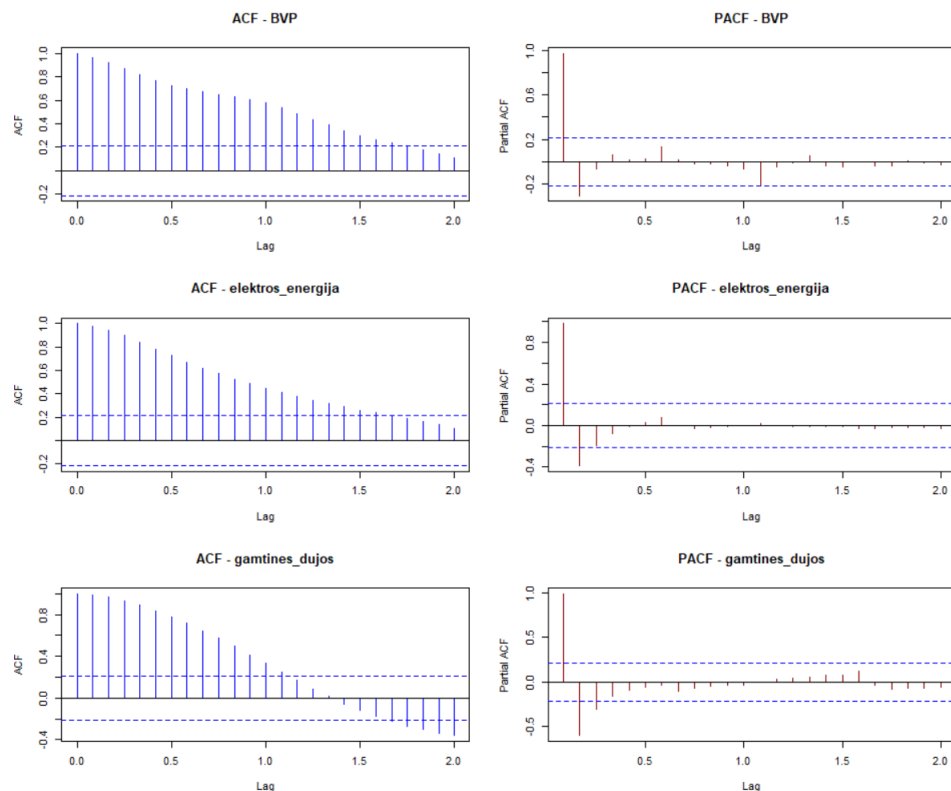 ACF - BVP
ACF
1.0
0.8
0.6
0.4
0.2
-0.2
0.0 0.5 1.0 1.5 2.0
Lag
PACF - BVP
Partial ACF
1.0
0.6
0.2
-0.2
0.5 1.0 1.5 2.0
Lag
ACF - elektros_energija
ACF
1.0
0.8
0.6
0.4
0.2
-0.2
0.0 0.5 1.0 1.5 2.0
Lag
PACF - elektros_energija
Partial ACF
0.8
0.4
0.0
-0.4
0.5 1.0 1.5 2.0
Lag
ACF - gamtines_dujos
ACF
0.8
0.4
0.0
-0.4
0.0 0.5 1.0 1.5 2.0
Lag
PACF - gamtines_dujos
Partial ACF
1.0
0.5
0.0
-0.5
0.5 1.0 1.5 2.0
Lag